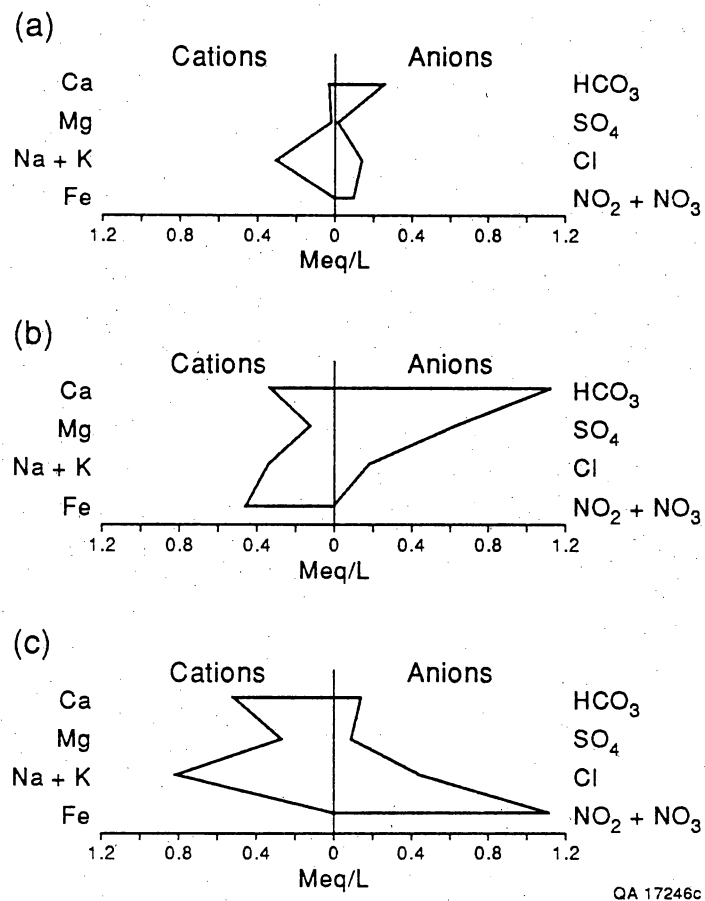 (a)
Cations Anions
Ca HCO₃
Mg SO₄
Na + K Cl
Fe NO₂ + NO₃
1.2 0.8 0.4 0 0.4 0.8 1.2
Meq/L
(b)
Cations Anions
Ca HCO₃
Mg SO₄
Na + K Cl
Fe NO₂ + NO₃
1.2 0.8 0.4 0 0.4 0.8 1.2
Meq/L
(c)
Cations Anions
Ca HCO₃
Mg SO₄
Na + K Cl
Fe NO₂ + NO₃
1.2 0.8 0.4 0 0.4 0.8 1.2
Meq/L
QA 17246c